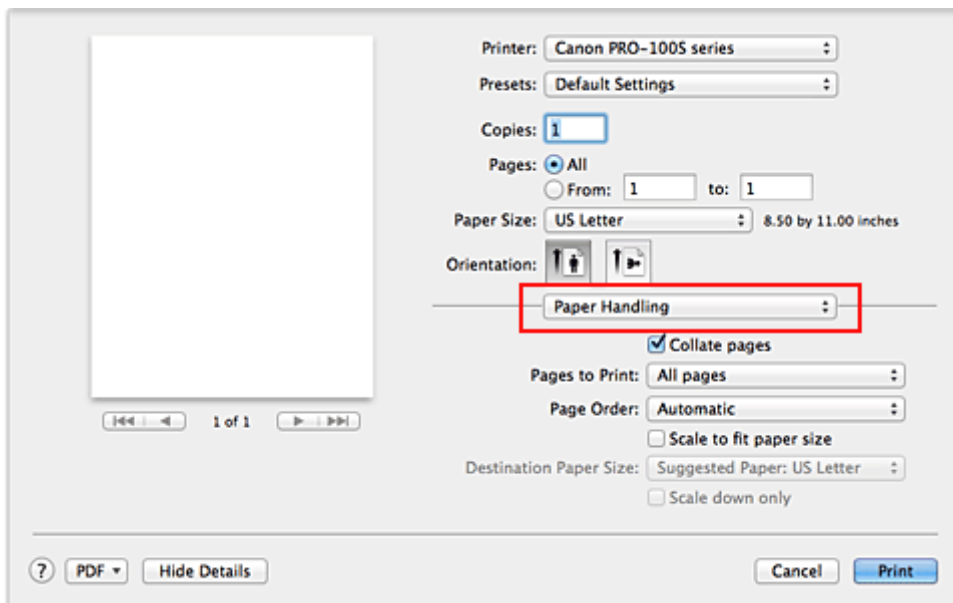 Printer: Canon PRO-100S series
Presets: Default Settings
Copies: 1
Pages: All
From: 1 to: 1
Paper Size: US Letter 8.50 by 11.00 inches
Orientation:
Paper Handling
Collate pages
Pages to Print: All pages
Page Order: Automatic
1 of 1
Scale to fit paper size
Destination Paper Size: Suggested Paper: US Letter
Scale down only
? PDF Hide Details Cancel Print